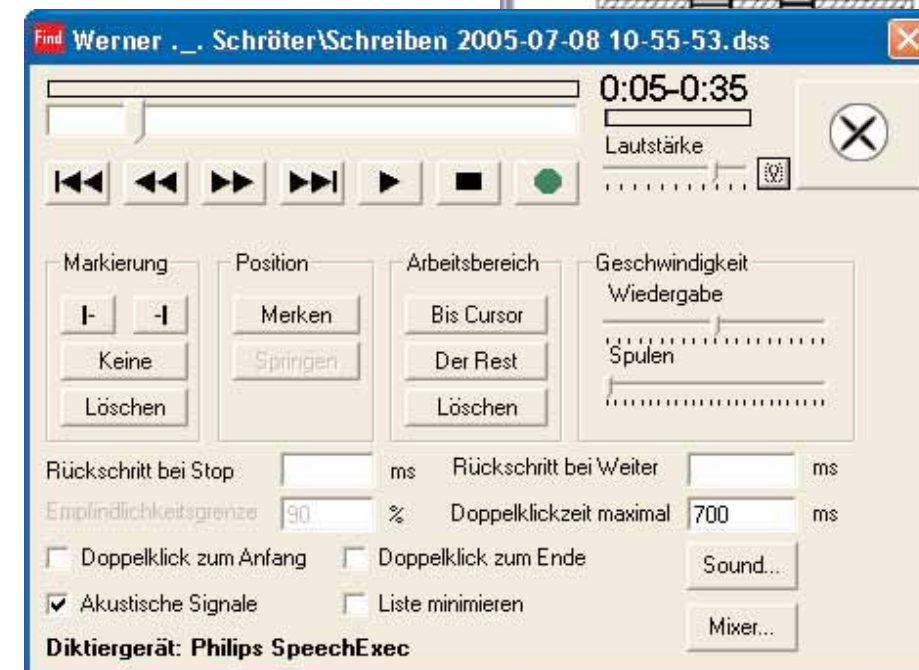 Find Werner ._. Schröter\Schreiben 2005-07-08 10-55-53.dss
0:05-0:35
Lautstärke
Markierung Position Arbeitsbereich Geschwindigkeit
Wiedergabe
|- -| Merken Bis Cursor
Keine Springen Der Rest Spulen
Löschen Löschen
Rückschritt bei Stop ms Rückschritt bei Weiter ms
Empfindlichkeitsgrenze 90 % Doppelklickzeit maximal 700 ms
Doppelklick zum Anfang Doppelklick zum Ende Sound...
Akustische Signale Liste minimieren
Mixer...
Diktiergerät: Philips SpeechExec